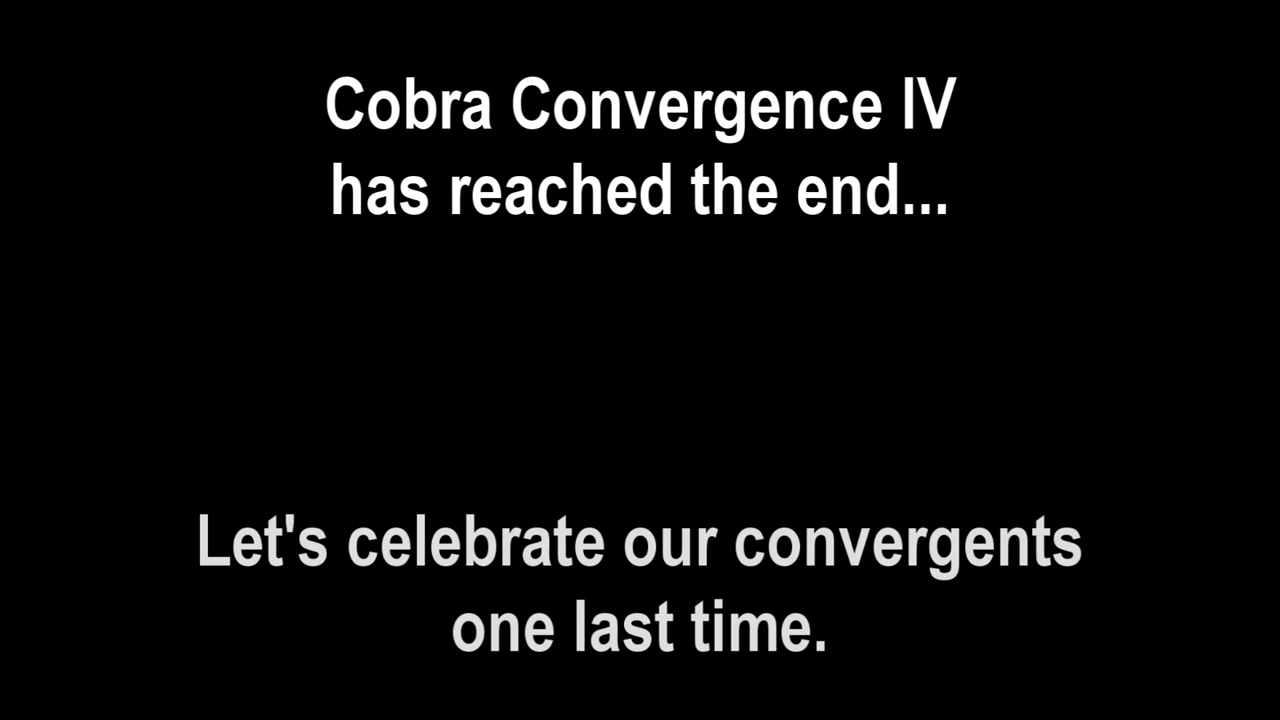 Cobra Convergence IV
has reached the end...
Let's celebrate our convergents
one last time.